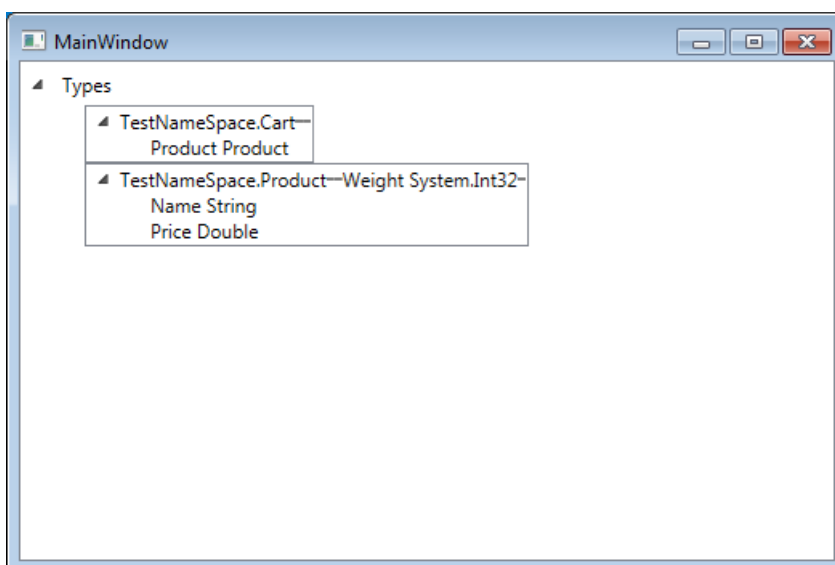 MainWindow
Types
TestNameSpace.Cart—
Product Product
TestNameSpace.Product—Weight System.Int32-
Name String
Price Double